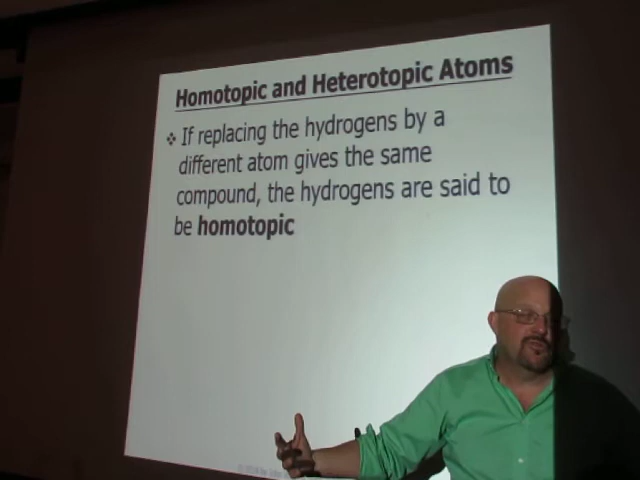 Homotopic and Heterotopic Atoms
❖ If replacing the hydrogens by a
different atom gives the same
compound, the hydrogens are said to
be homotopic